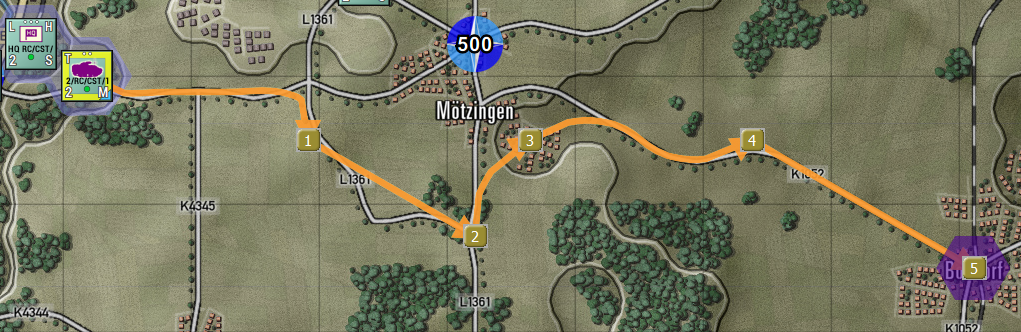 L1361
L H
HQ
HQ RC/CST/
2 S
T
2/RC/CST/1
2 M
500
Mötzingen
1
3
4
L1361
K1052
K4345
2
5
K4344
L1361
K1052